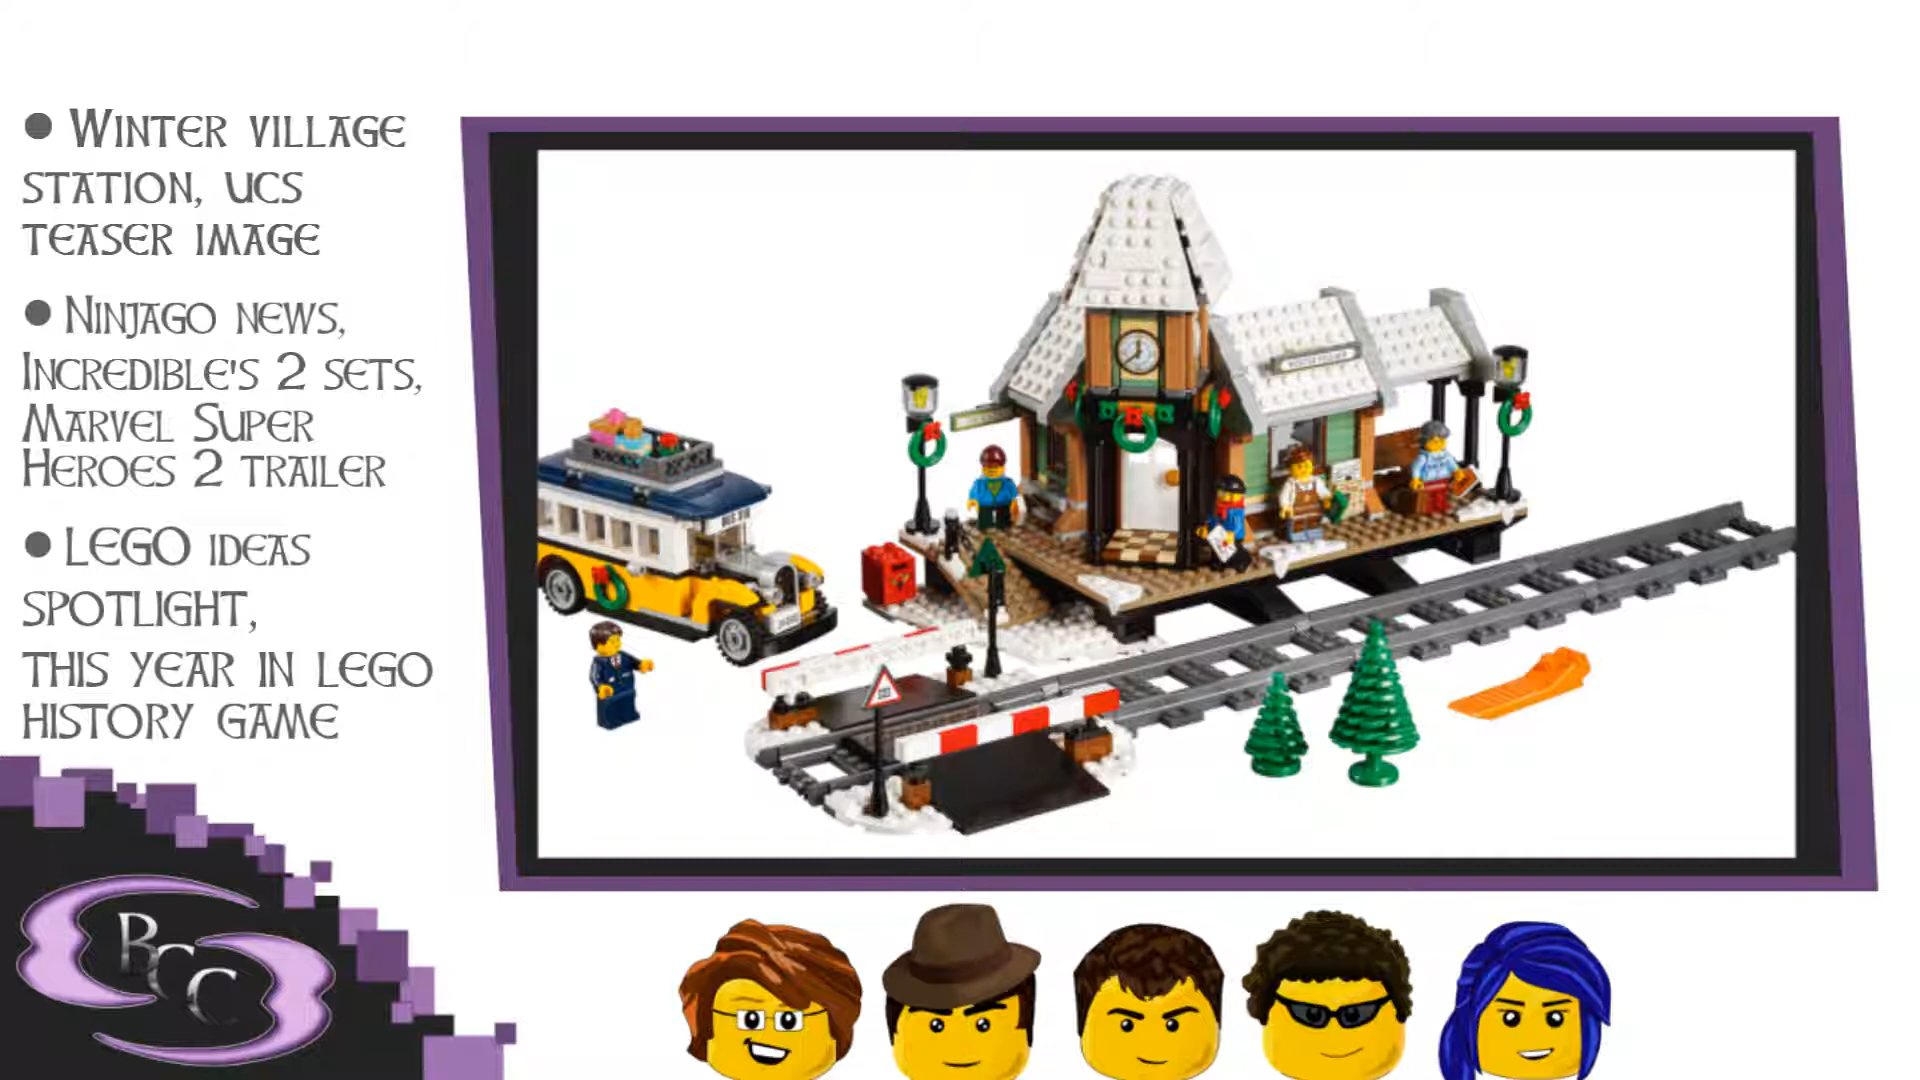 ● Winter village
station, UCS
teaser image
● Ninjago news,
Incredible's 2 sets,
Marvel Super
Heroes 2 trailer
● LEGO ideas
spotlight,
this year in LEGO
history game
BCC